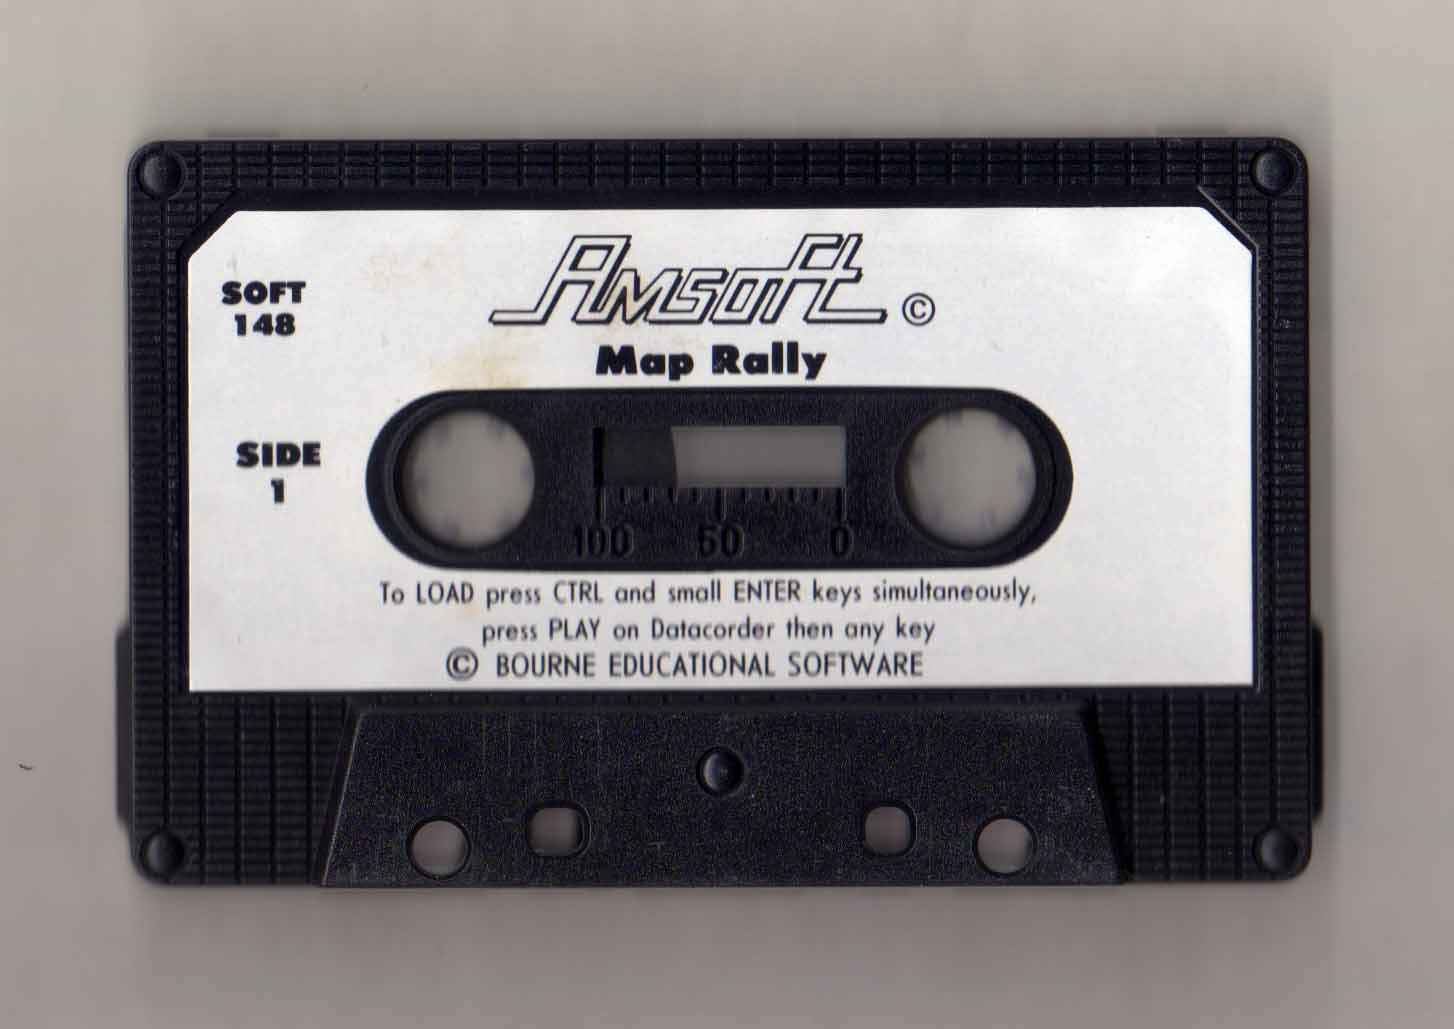 Amsoft ©
SOFT
148
Map Rally
SIDE
1
100 50 0
To LOAD press CTRL and small ENTER keys simultaneously,
press PLAY on Datacorder then any key
© BOURNE EDUCATIONAL SOFTWARE